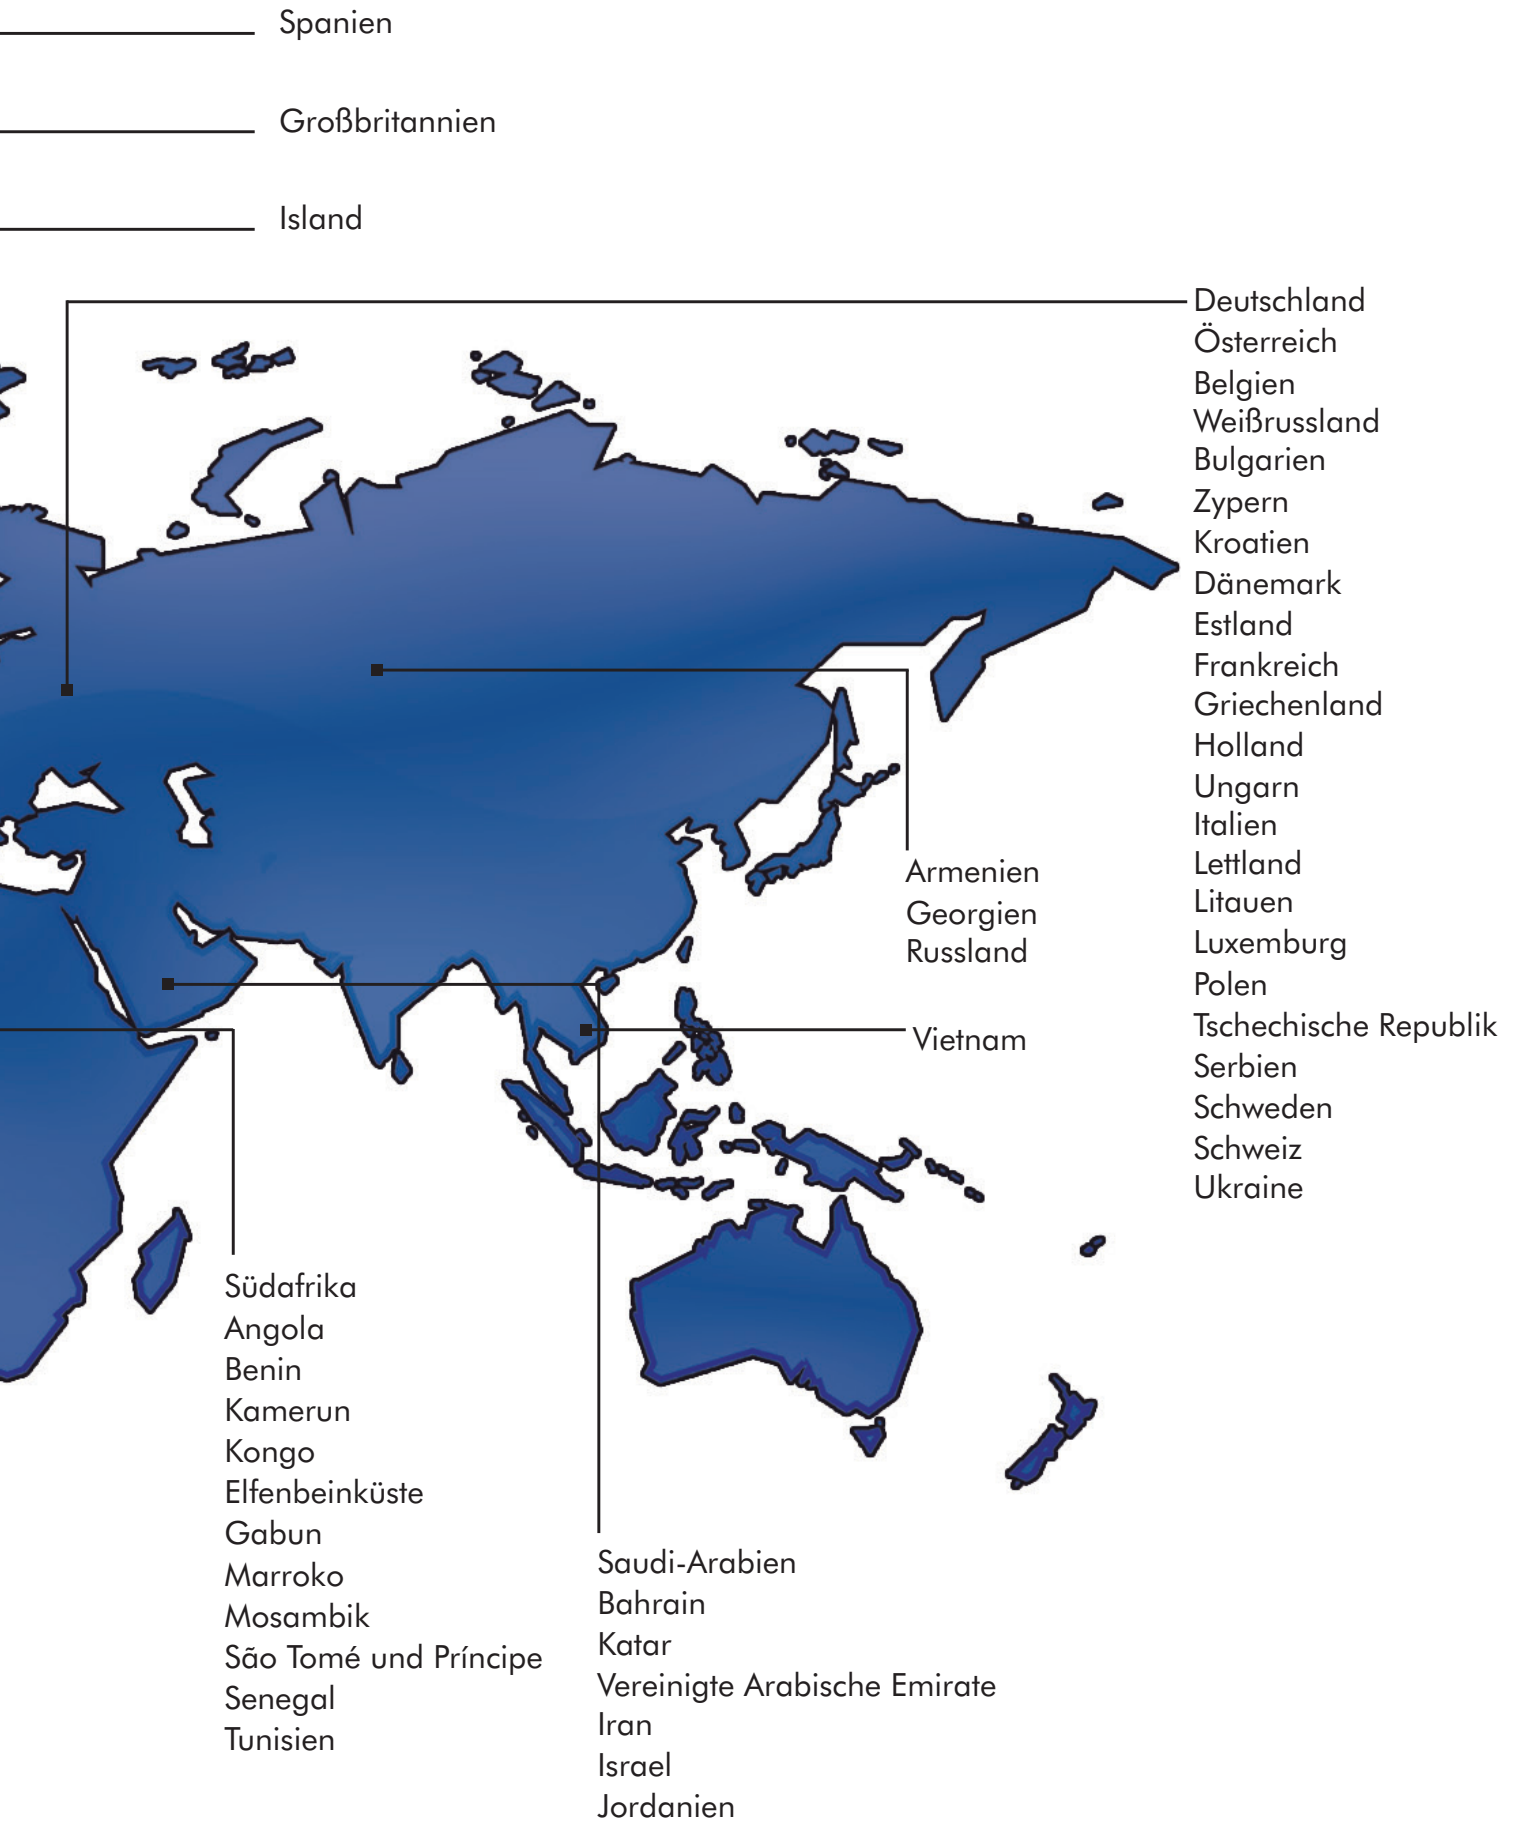 Spanien
Großbritannien
Island
Deutschland
Österreich
Belgien
Weißrussland
Bulgarien
Zypern
Kroatien
Dänemark
Estland
Frankreich
Griechenland
Holland
Ungarn
Italien
Lettland
Litauen
Luxemburg
Polen
Tschechische Republik
Serbien
Schweden
Schweiz
Ukraine
Armenien
Georgien
Russland
Vietnam
Südafrika
Angola
Benin
Kamerun
Kongo
Elfenbeinküste
Gabun
Marroko
Mosambik
São Tomé und Príncipe
Senegal
Tunisien
Saudi-Arabien
Bahrain
Katar
Vereinigte Arabische Emirate
Iran
Israel
Jordanien